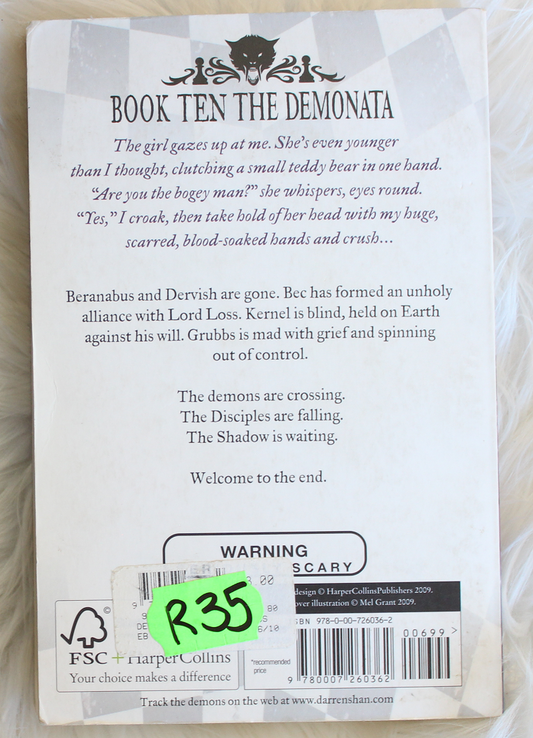 BOOK TEN THE DEMONATA
The girl gazes up at me. She's even younger
than I thought, clutching a small teddy bear in one hand.
“Are you the bogey man?” she whispers, eyes round.
“Yes,” I croak, then take hold of her head with my huge,
scarred, blood-soaked hands and crush...
Beranabus and Dervish are gone. Bec has formed an unholy
alliance with Lord Loss. Kernel is blind, held on Earth
against his will. Grubbs is mad with grief and spinning
out of control.
The demons are crossing.
The Disciples are falling.
The Shadow is waiting.
Welcome to the end.
WARNING
SCARY
design © HarperCollinsPublishers 2009.
illustration © Mel Grant 2009.
R35
978-0-00-726036-2
00699 >
FSC + HarperCollins
Your choice makes a difference
*recommended
price
9 780007 260362
Track the demons on the web at www.darrenshan.com